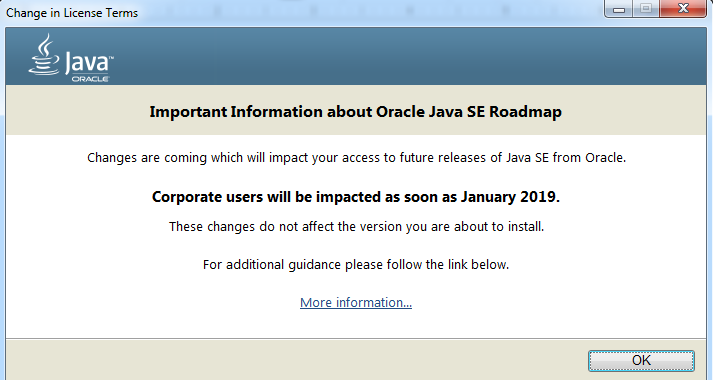 Change in License Terms
Java™
ORACLE
Important Information about Oracle Java SE Roadmap
Changes are coming which will impact your access to future releases of Java SE from Oracle.
Corporate users will be impacted as soon as January 2019.
These changes do not affect the version you are about to install.
For additional guidance please follow the link below.
More information...
OK